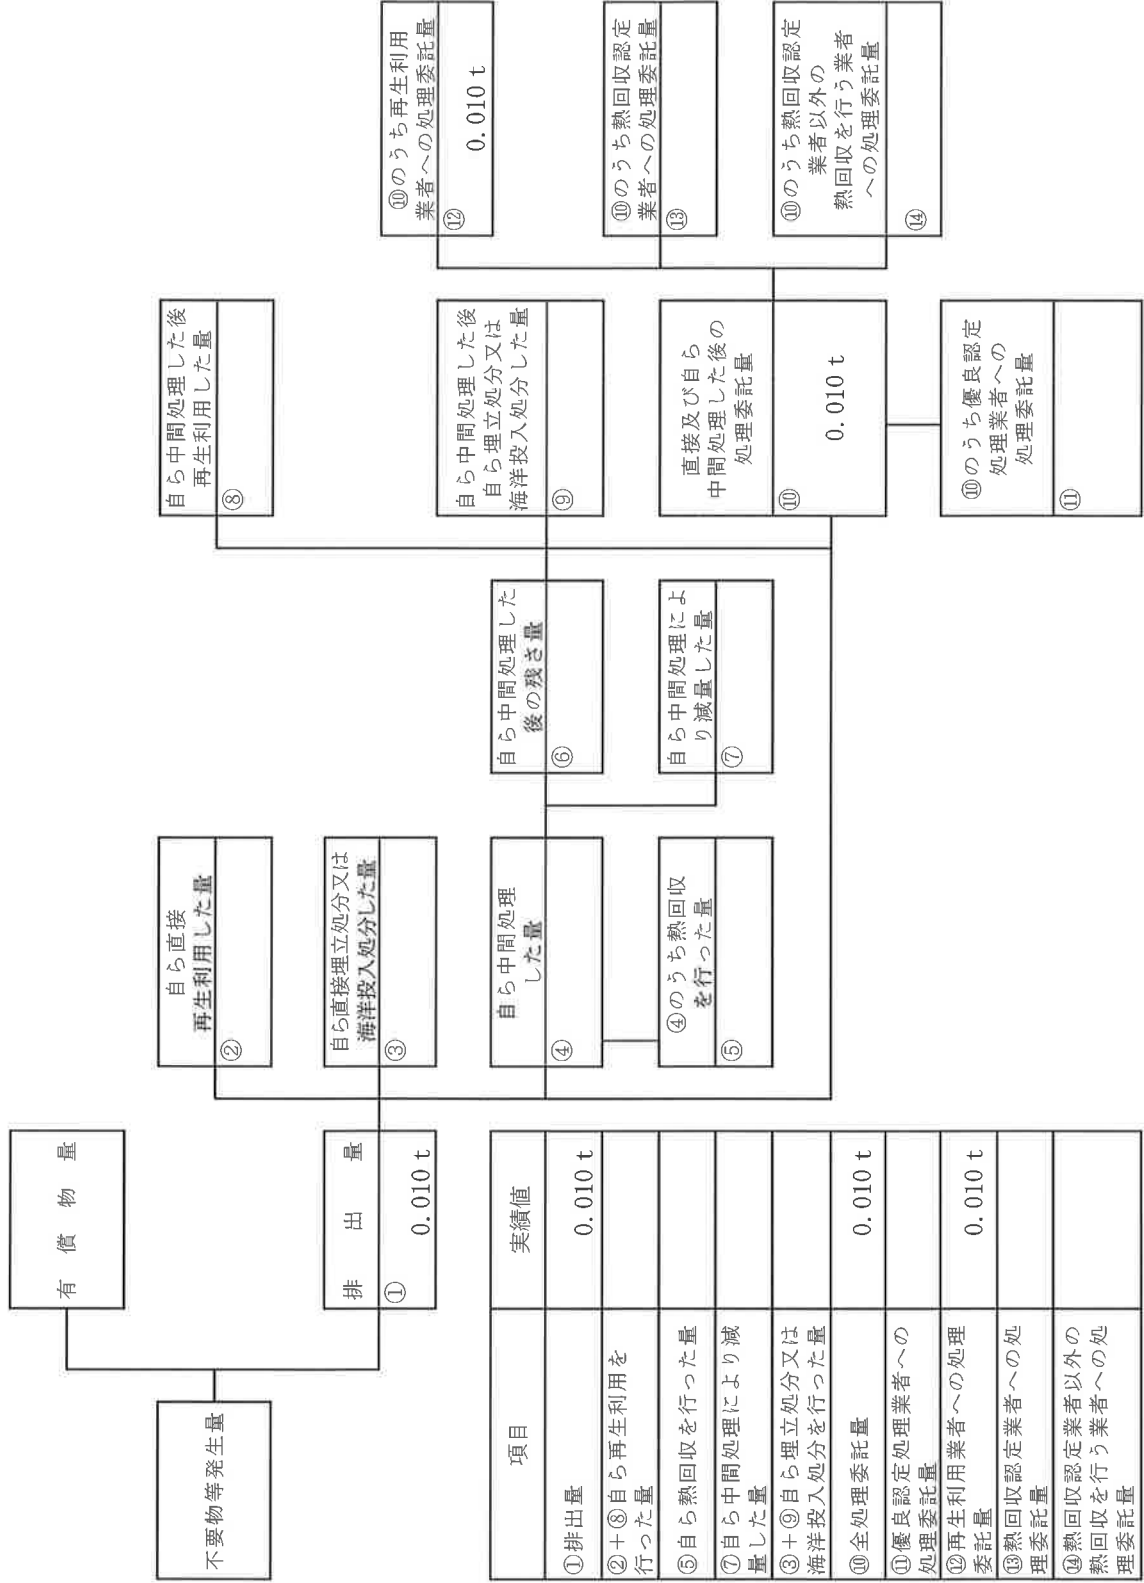 不要物等発生量
有償物量
排出量
①
0.010 t
自ら直接
再生利用した量
②
自ら直接埋立処分又は
海洋投入処分した量
③
自ら中間処理
した量
④
④のうち熱回収
を行った量
⑤
自ら中間処理した
後の残さ量
⑥
自ら中間処理によ
り減量した量
⑦
自ら中間処理した後
再生利用した量
⑧
自ら中間処理した後
自ら埋立処分又は
海洋投入処分した量
⑨
直接及び自ら
中間処理した後の
処理委託量
⑩
0.010 t
⑩のうち優良認定
処理業者への
処理委託量
⑪
⑩のうち再生利用
業者への処理委託量
⑫
0.010 t
⑩のうち熱回収認定
業者への処理委託量
⑬
⑩のうち熱回収認定
業者以外の
熱回収を行う業者
への処理委託量
⑭
項目
実績値
①排出量
0.010 t
②+⑧自ら再生利用を
行った量
⑤自ら熱回収を行った量
⑦自ら中間処理により減
量した量
③+⑨自ら埋立処分又は
海洋投入処分を行った量
⑩全処理委託量
0.010 t
⑪優良認定処理業者への
処理委託量
⑫再生利用業者への処理
委託量
0.010 t
⑬熱回収認定業者への処
理委託量
⑭熱回収認定業者以外の
熱回収を行う業者への処
理委託量